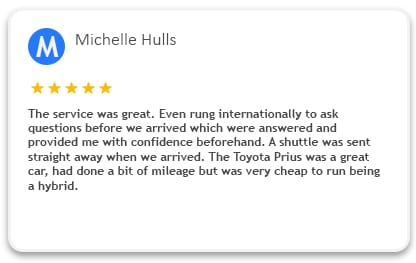 M
Michelle Hulls
The service was great. Even rung internationally to ask
questions before we arrived which were answered and
provided me with confidence beforehand. A shuttle was sent
straight away when we arrived. The Toyota Prius was a great
car, had done a bit of mileage but was very cheap to run being
a hybrid.